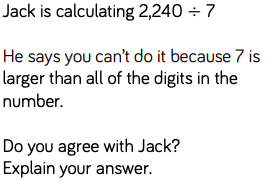 Jack is calculating 2,240 ÷ 7
He says you can't do it because 7 is
larger than all of the digits in the
number.
Do you agree with Jack?
Explain your answer.